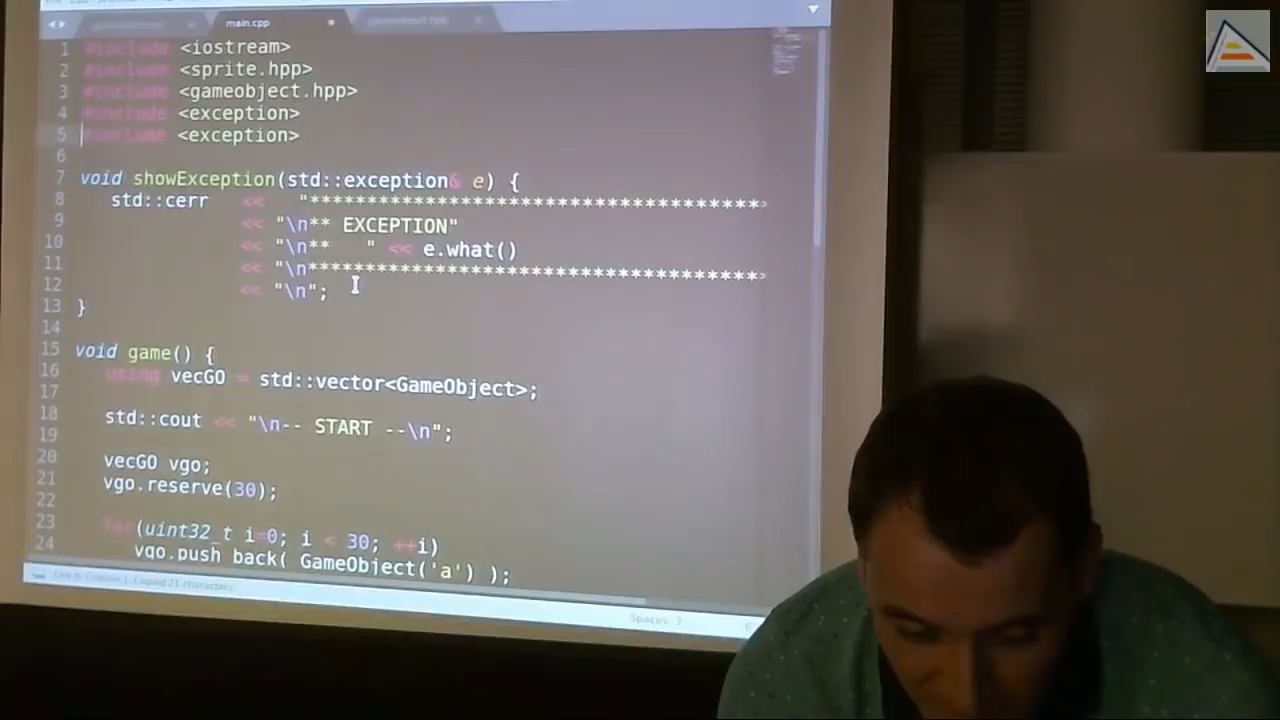 main.cpp
1 #include <iostream>
2 #include <sprite.hpp>
3 #include <gameobject.hpp>
4 #include <exception>
5 #include <exception>
6
7 void showException(std::exception& e) {
8 std::cerr << "***************************************
9 << "\n** EXCEPTION"
10 << "\n** " << e.what()
11 << "\n***************************************
12 << "\n";
13 }
14
15 void game() {
16 using vecGO = std::vector<GameObject>;
17
18 std::cout << "\n-- START --\n";
19
20 vecGO vgo;
21 vgo.reserve(30);
22
23 for(uint32_t i=0; i < 30; ++i)
24 vgo.push_back( GameObject('a') );